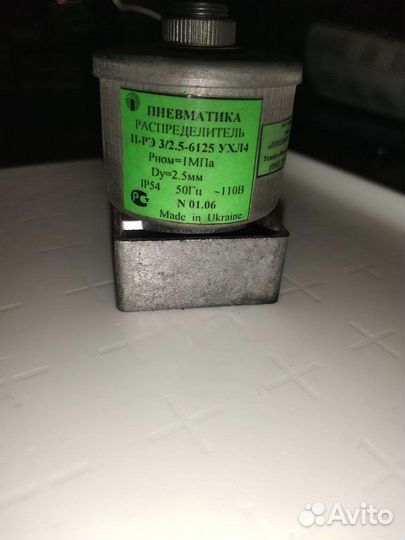 ПНЕВМАТИКА
РАСПРЕДЕЛИТЕЛЬ
П-РЭ 3/2.5-6125 УХЛ4
Рном=1МПа
Dу=2.5мм
IP54 50Гц ~110В
N 01.06
Made in Ukraine
Avito